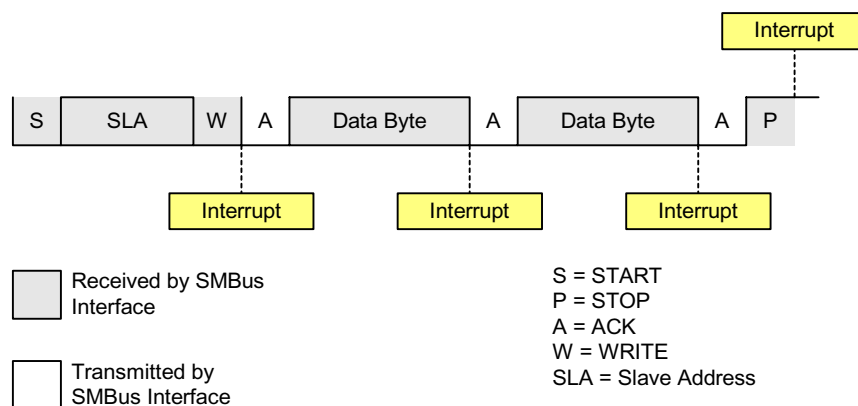 Interrupt
S SLA W A Data Byte A Data Byte A P
Interrupt Interrupt Interrupt
Received by SMBus
Interface
Transmitted by
SMBus Interface
S = START
P = STOP
A = ACK
W = WRITE
SLA = Slave Address